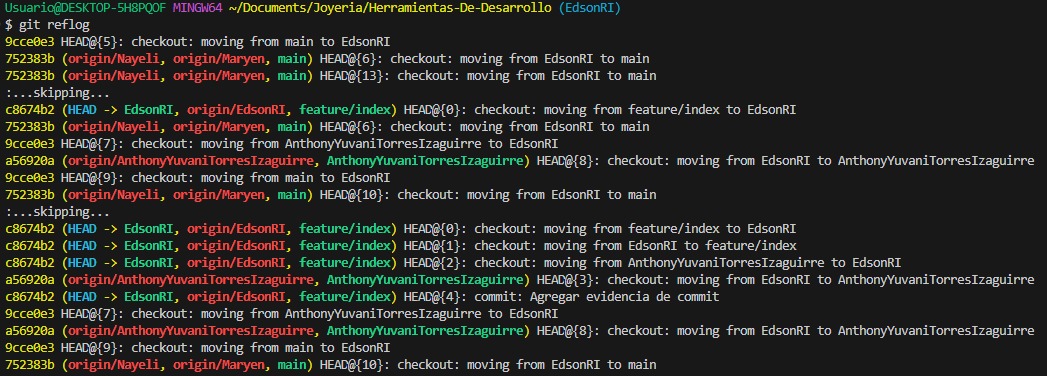 Usuario@DESKTOP-5H8PQOF MINGW64 ~/Documents/Joyeria/Herramientas-De-Desarrollo (EdsonRI)
$ git reflog
9cce0e3 HEAD@{5}: checkout: moving from main to EdsonRI
752383b (origin/Nayeli, origin/Maryen, main) HEAD@{6}: checkout: moving from EdsonRI to main
752383b (origin/Nayeli, origin/Maryen, main) HEAD@{13}: checkout: moving from EdsonRI to main
:...skipping...
c8674b2 (HEAD -> EdsonRI, origin/EdsonRI, feature/index) HEAD@{0}: checkout: moving from feature/index to EdsonRI
752383b (origin/Nayeli, origin/Maryen, main) HEAD@{6}: checkout: moving from EdsonRI to main
9cce0e3 HEAD@{7}: checkout: moving from AnthonyYuvaniTorresIzaguirre to EdsonRI
a56920a (origin/AnthonyYuvaniTorresIzaguirre, AnthonyYuvaniTorresIzaguirre) HEAD@{8}: checkout: moving from EdsonRI to AnthonyYuvaniTorresIzaguirre
9cce0e3 HEAD@{9}: checkout: moving from main to EdsonRI
752383b (origin/Nayeli, origin/Maryen, main) HEAD@{10}: checkout: moving from EdsonRI to main
:...skipping...
c8674b2 (HEAD -> EdsonRI, origin/EdsonRI, feature/index) HEAD@{0}: checkout: moving from feature/index to EdsonRI
c8674b2 (HEAD -> EdsonRI, origin/EdsonRI, feature/index) HEAD@{1}: checkout: moving from EdsonRI to feature/index
c8674b2 (HEAD -> EdsonRI, origin/EdsonRI, feature/index) HEAD@{2}: checkout: moving from AnthonyYuvaniTorresIzaguirre to EdsonRI
a56920a (origin/AnthonyYuvaniTorresIzaguirre, AnthonyYuvaniTorresIzaguirre) HEAD@{3}: checkout: moving from EdsonRI to AnthonyYuvaniTorresIzaguirre
c8674b2 (HEAD -> EdsonRI, origin/EdsonRI, feature/index) HEAD@{4}: commit: Agregar evidencia de commit
9cce0e3 HEAD@{7}: checkout: moving from AnthonyYuvaniTorresIzaguirre to EdsonRI
a56920a (origin/AnthonyYuvaniTorresIzaguirre, AnthonyYuvaniTorresIzaguirre) HEAD@{8}: checkout: moving from EdsonRI to AnthonyYuvaniTorresIzaguirre
9cce0e3 HEAD@{9}: checkout: moving from main to EdsonRI
752383b (origin/Nayeli, origin/Maryen, main) HEAD@{10}: checkout: moving from EdsonRI to main